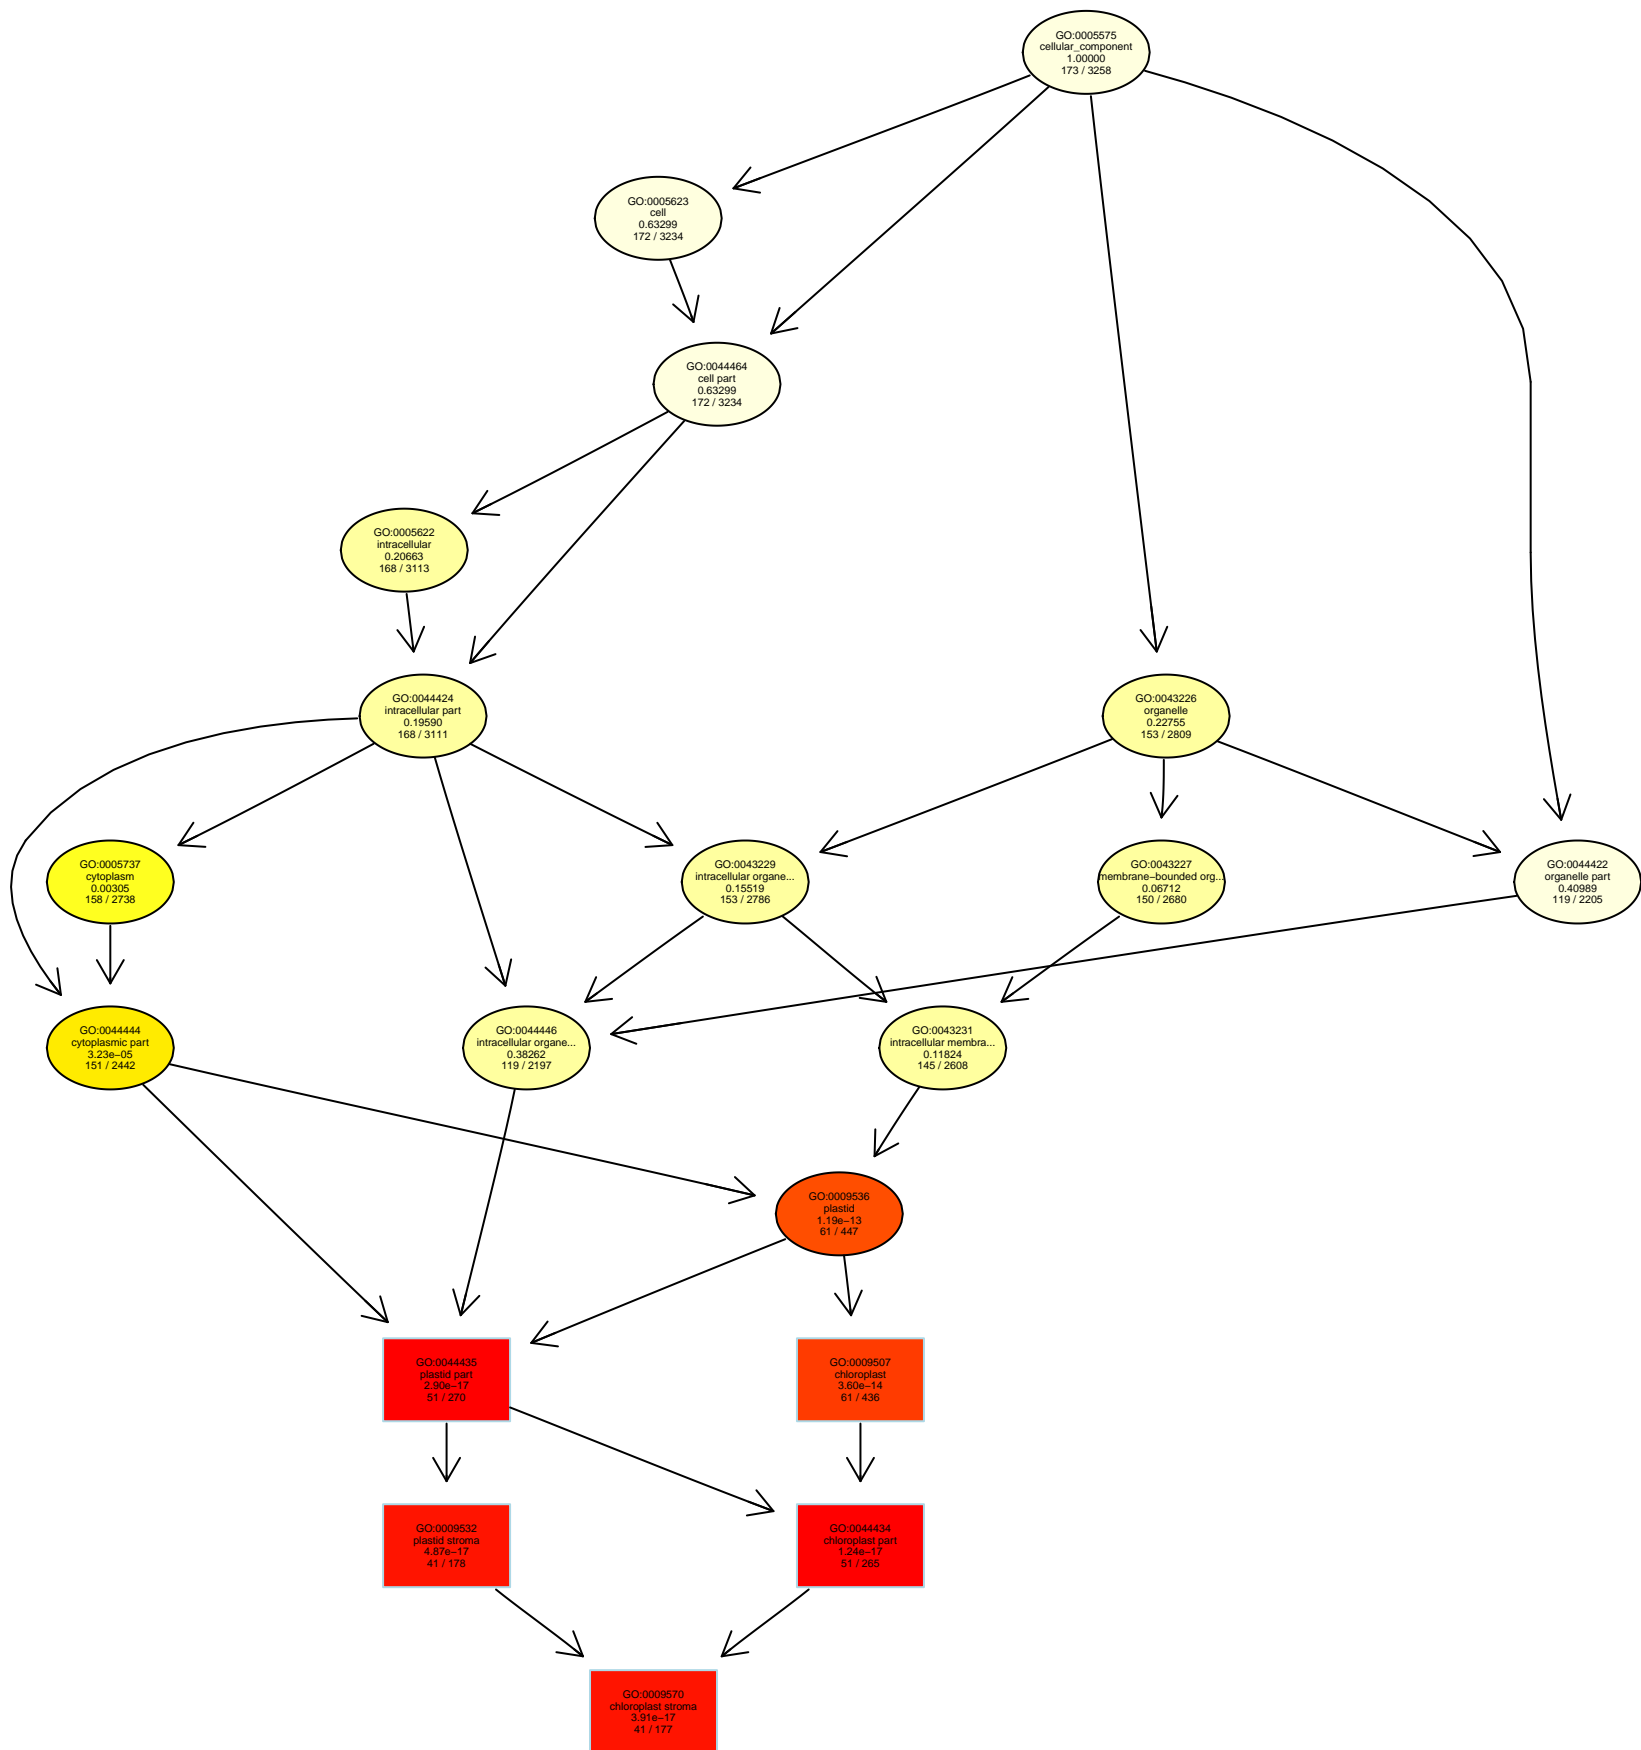 GO:0005575
cellular_component
1.00000
173 / 3258
GO:0005623
cell
0.63299
172 / 3234
GO:0044464
cell part
0.63299
172 / 3234
GO:0005622
intracellular
0.20663
168 / 3113
GO:0044424
intracellular part
0.19590
168 / 3111
GO:0043226
organelle
0.22755
153 / 2809
GO:0005737
cytoplasm
0.00305
158 / 2738
GO:0043229
intracellular organe...
0.15519
153 / 2786
GO:0043227
membrane−bounded org...
0.06712
150 / 2680
GO:0044422
organelle part
0.40989
119 / 2205
GO:0044444
cytoplasmic part
3.23e−05
151 / 2442
GO:0044446
intracellular organe...
0.38262
119 / 2197
GO:0043231
intracellular membra...
0.11824
145 / 2608
GO:0009536
plastid
1.19e−13
61 / 447
GO:0044435
plastid part
2.90e−17
51 / 270
GO:0009507
chloroplast
3.60e−14
61 / 436
GO:0009532
plastid stroma
4.87e−17
41 / 178
GO:0044434
chloroplast part
1.24e−17
51 / 265
GO:0009570
chloroplast stroma
3.91e−17
41 / 177